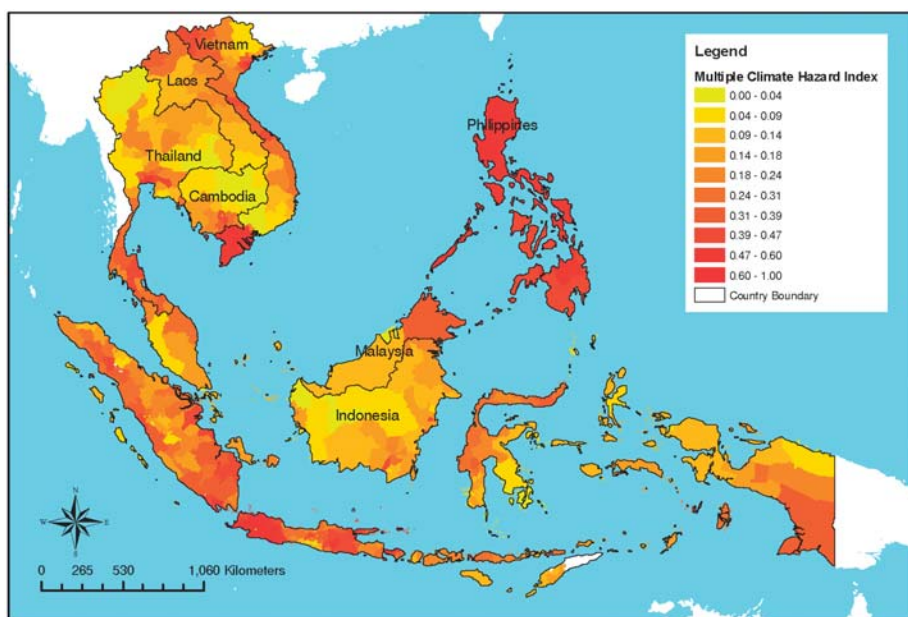 Vietnam
Laos
Thailand
Cambodia
Philippines
Malaysia
Indonesia
Legend
Multiple Climate Hazard Index
0.00 - 0.04
0.04 - 0.09
0.09 - 0.14
0.14 - 0.18
0.18 - 0.24
0.24 - 0.31
0.31 - 0.39
0.39 - 0.47
0.47 - 0.60
0.60 - 1.00
Country Boundary
N
W E
S
0 265 530 1,060 Kilometers